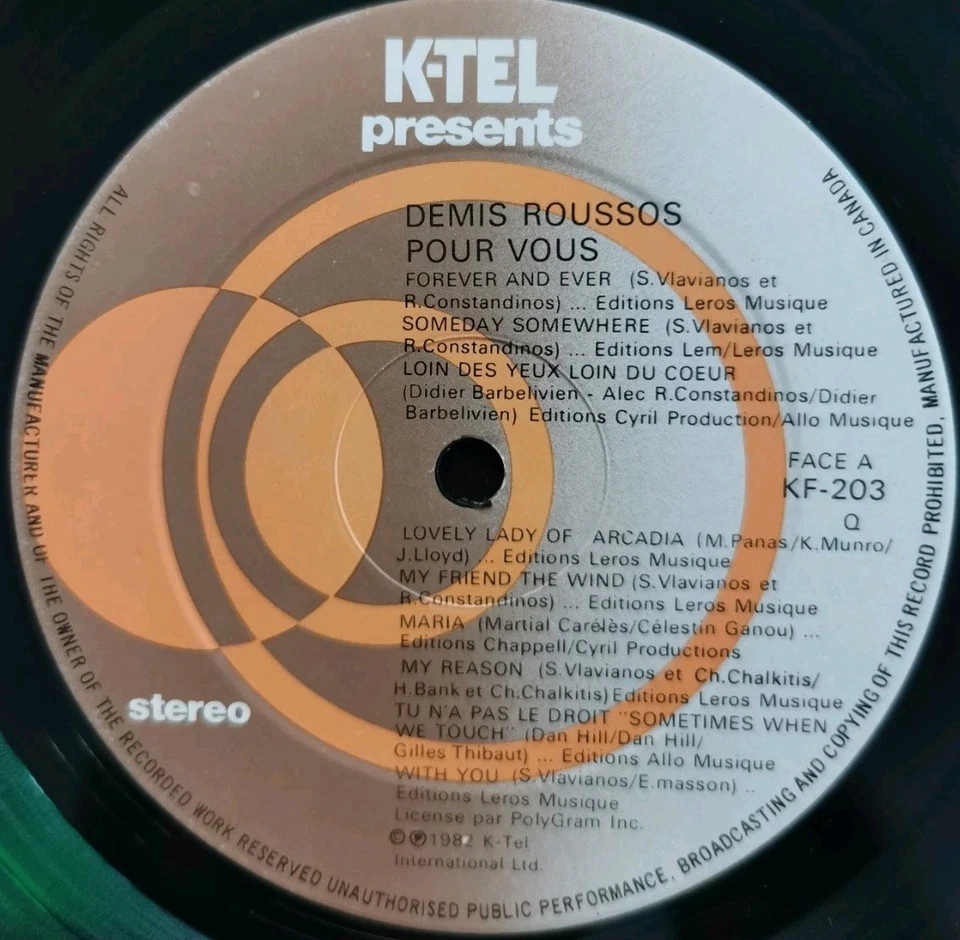 K-TEL
presents
DEMIS ROUSSOS
POUR VOUS
FOREVER AND EVER (S.Vlavianos et
R.Constandinos) ... Editions Leros Musique
SOMEDAY SOMEWHERE (S.Vlavianos et
R.Constandinos) ... Editions Lem/Leros Musique
LOIN DES YEUX LOIN DU COEUR
(Didier Barbelivien - Alec R.Constandinos/Didier
Barbelivien) Editions Cyril Production/Allo Musique
FACE A
KF-203
Q
LOVELY LADY OF ARCADIA (M.Panas/K.Munro/
J.Lloyd) ... Editions Leros Musique
MY FRIEND THE WIND (S.Vlavianos et
R.Constandinos) ... Editions Leros Musique
MARIA (Martial Carélès/Célestin Ganou) ...
Editions Chappell/Cyril Productions
MY REASON (S.Vlavianos et Ch.Chalkitis/
H.Bank et Ch.Chalkitis) Editions Leros Musique
TU N'A PAS LE DROIT "SOMETIMES WHEN
WE TOUCH" (Dan Hill/Dan Hill/
Gilles Thibaut) ... Editions Allo Musique
WITH YOU (S.Vlavianos/E.masson) ..
Editions Leros Musique
License par PolyGram Inc.
©℗1982 K-Tel
International Ltd.
stereo
ALL RIGHTS OF THE MANUFACTURER AND OF THE OWNER OF THE RECORDED WORK RESERVED UNAUTHORISED PUBLIC PERFORMANCE, BROADCASTING AND COPYING OF THIS RECORD PROHIBITED, MANUFACTURED IN CANADA